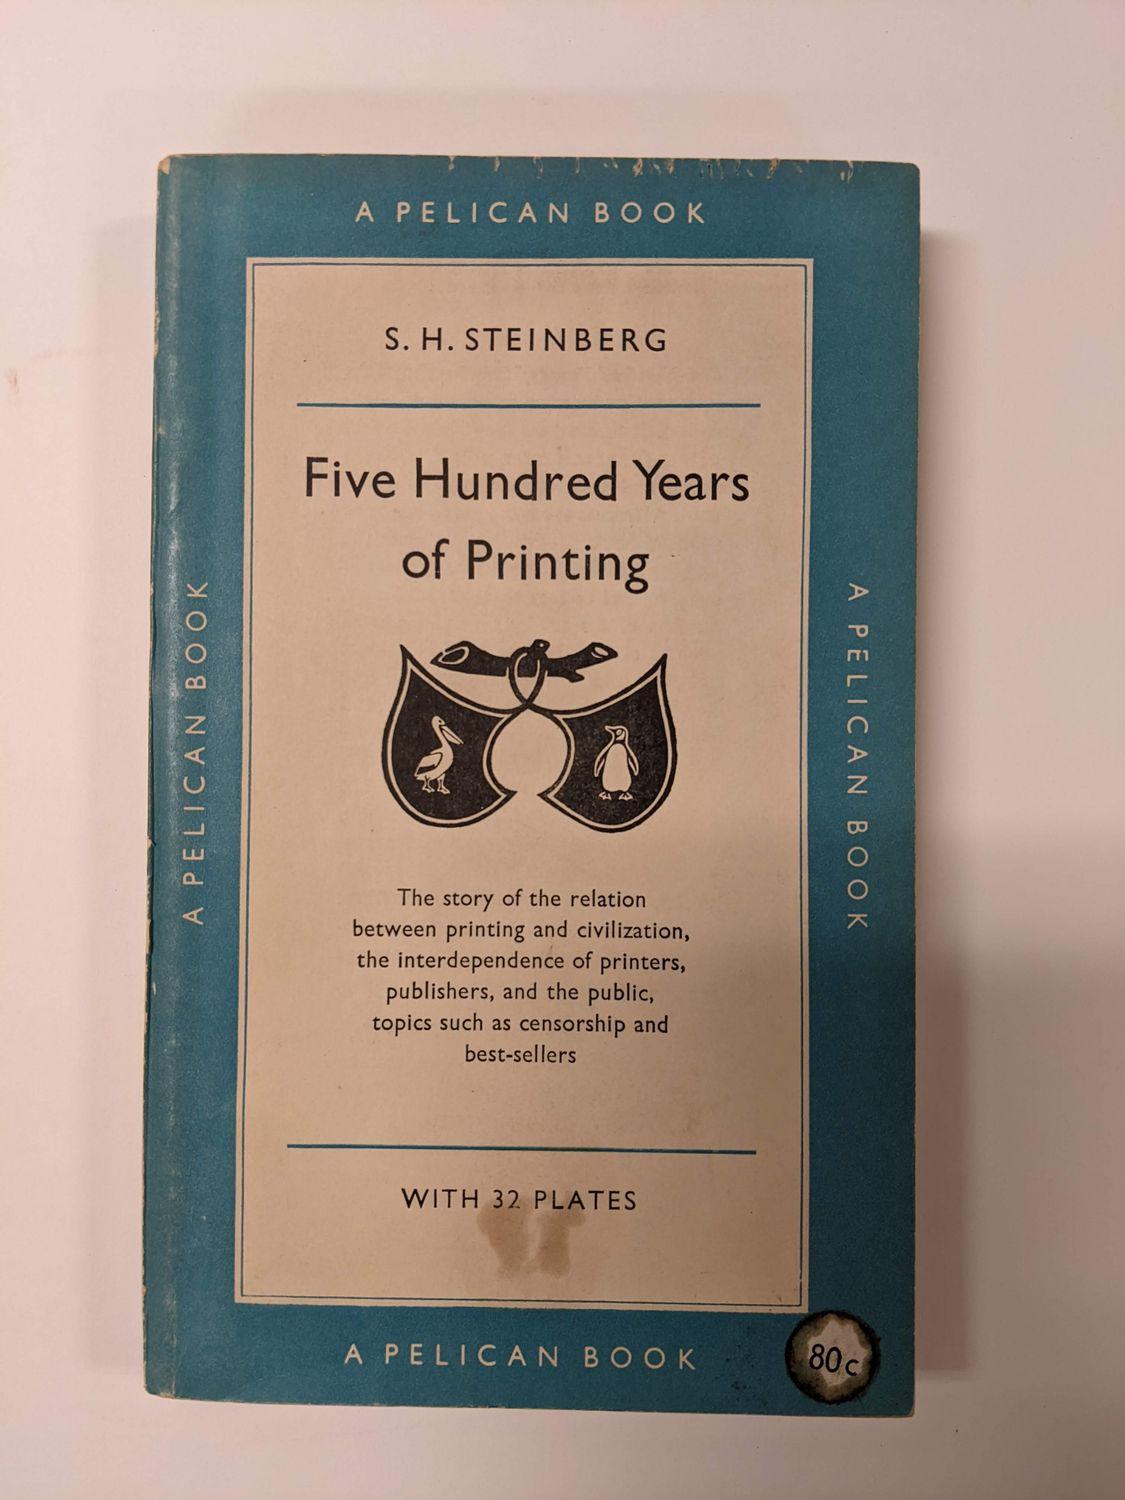 A PELICAN BOOK
S. H. STEINBERG
Five Hundred Years
of Printing
A PELICAN BOOK
A PELICAN BOOK
The story of the relation
between printing and civilization,
the interdependence of printers,
publishers, and the public,
topics such as censorship and
best-sellers
WITH 32 PLATES
A PELICAN BOOK
80c